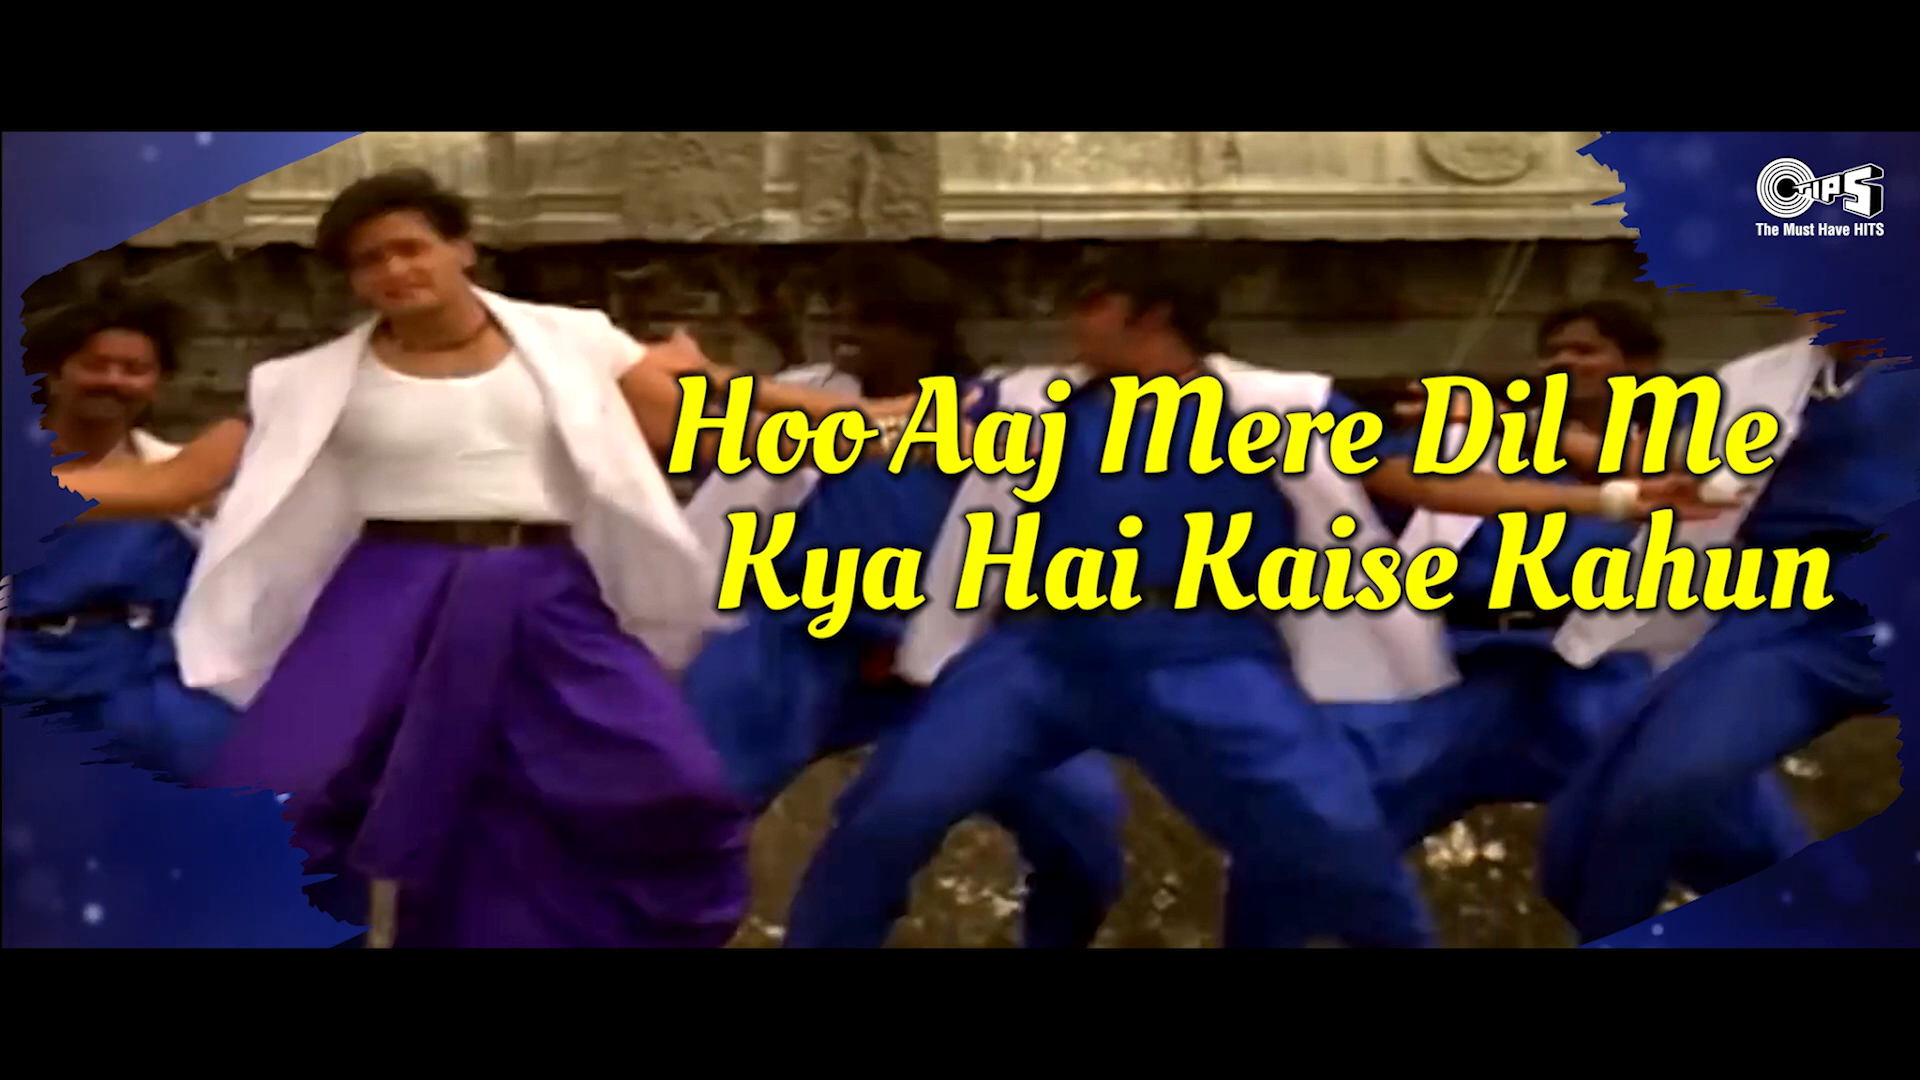 TIPS
The Must Have HITS
Hoo Aaj Mere Dil Me
Kya Hai Kaise Kahun